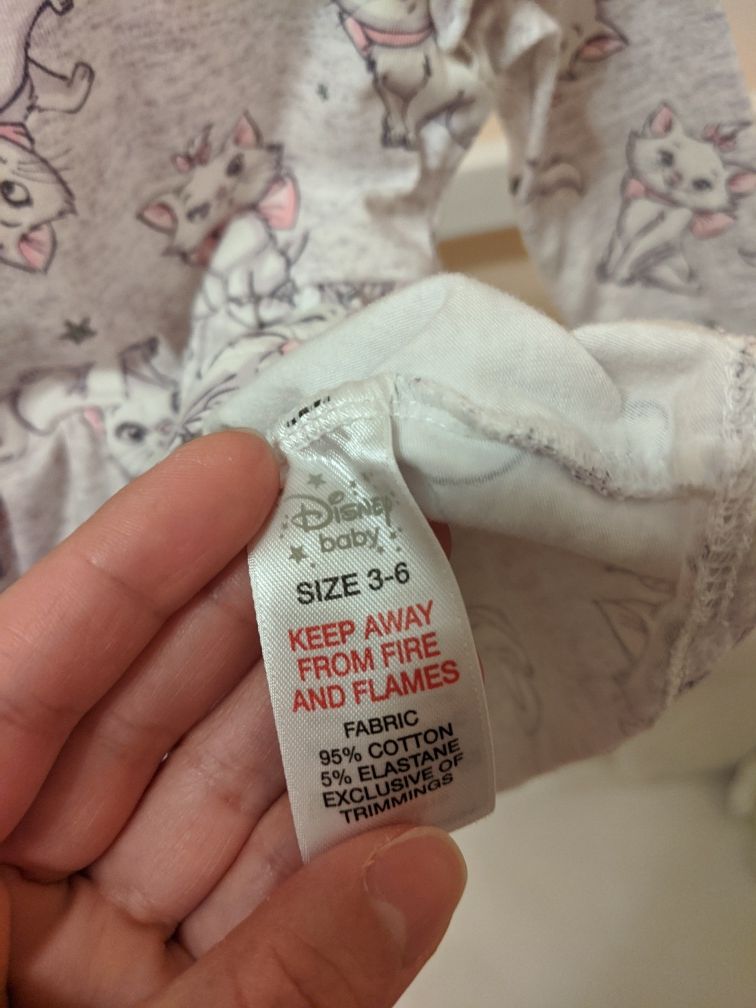 Disney
baby
SIZE 3-6
KEEP AWAY
FROM FIRE
AND FLAMES
FABRIC
95% COTTON
5% ELASTANE
EXCLUSIVE OF
TRIMMINGS